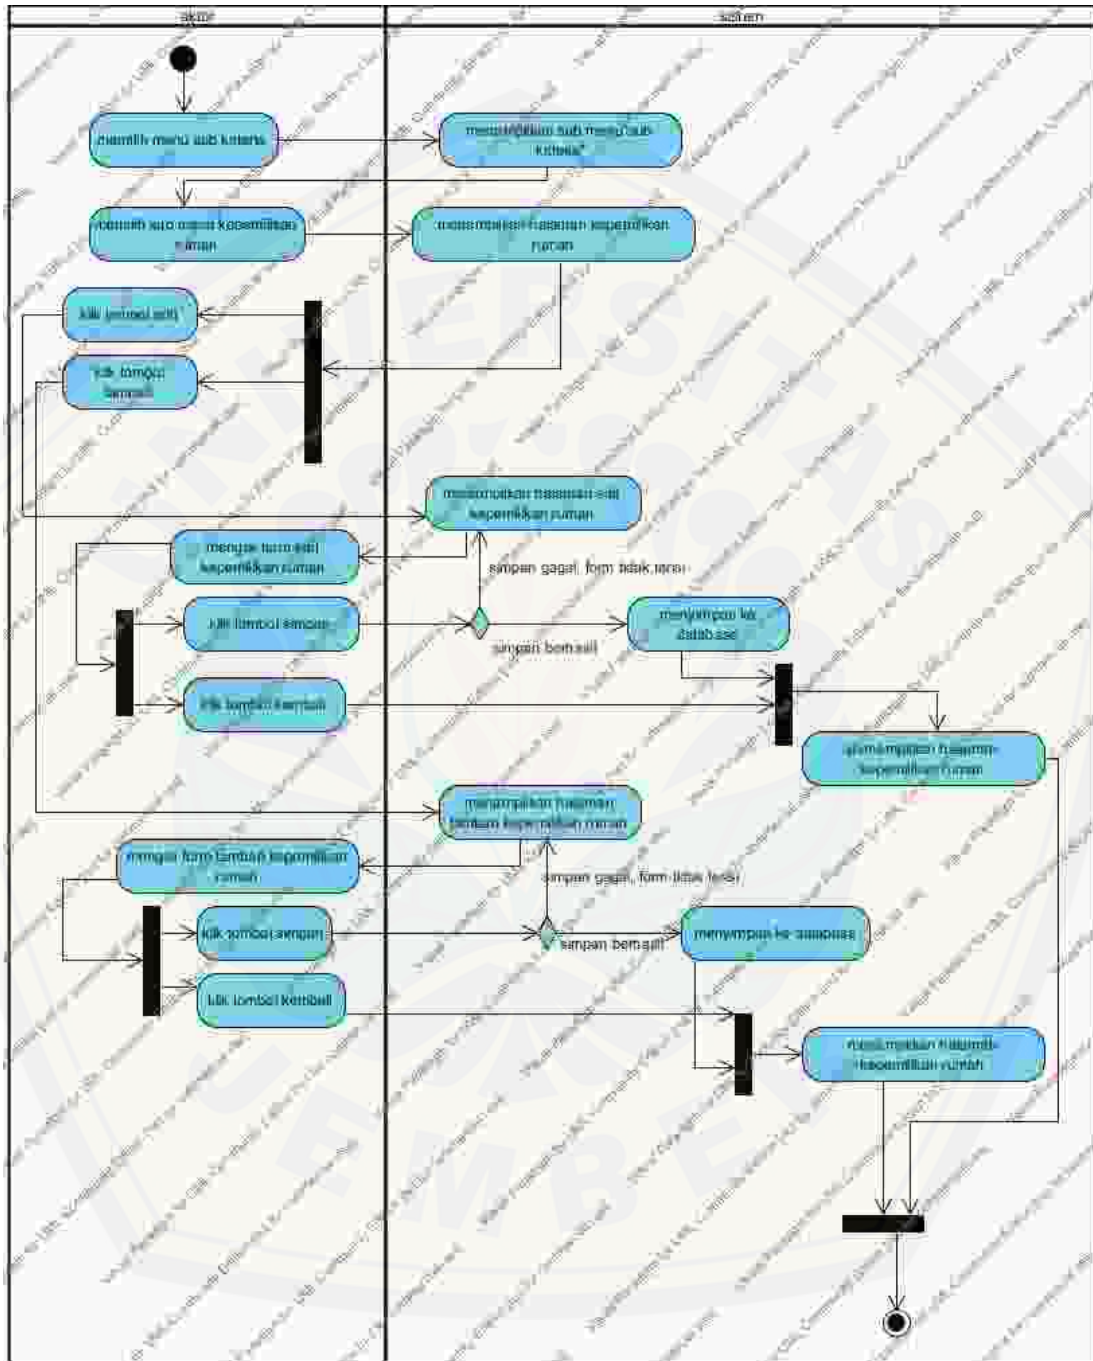 aktor
sistem
memilih menu sub kriteria
menampilkan sub menu "sub
kriteria"
memilih sub menu kepemilikan
rumah
menampilkan halaman kepemilikan
rumah
klik tombol edit
klik tombol
tambah
menampilkan halaman edit
kepemilikan rumah
mengisi form edit
kepemilikan rumah
simpan gagal, form tidak terisi
klik tombol simpan
menyimpan ke
database
simpan berhasil
klik tombol kembali
menampilkan halaman
kepemilikan rumah
menampilkan halaman
tambah kepemilikan rumah
mengisi form tambah kepemilikan
rumah
simpan gagal, form tidak terisi
klik tombol simpan
menyimpan ke database
simpan berhasil
klik tombol kembali
menampilkan halaman
kepemilikan rumah
UNIVERSITAS
JEMBER